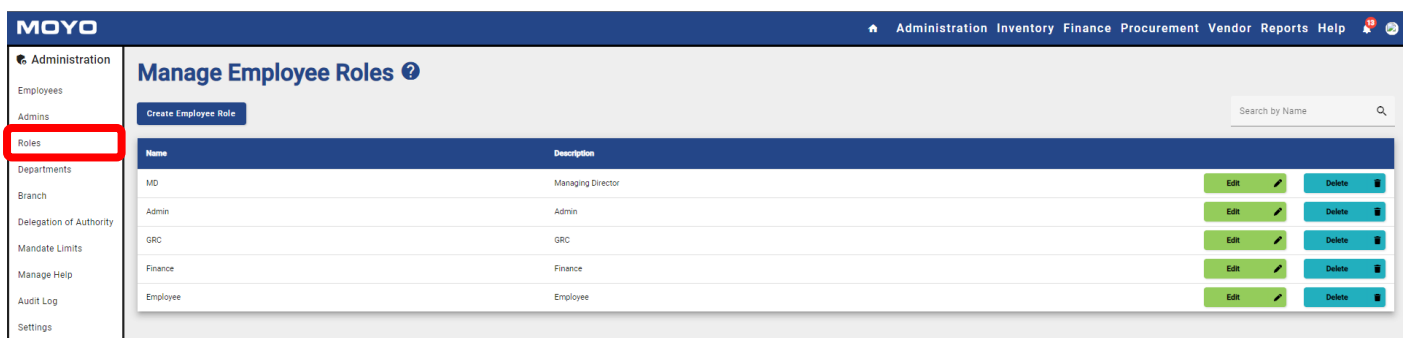 MOYO
Administration Inventory Finance Procurement Vendor Reports Help 13
Administration
Employees
Admins
Roles
Departments
Branch
Delegation of Authority
Mandate Limits
Manage Help
Audit Log
Settings
Manage Employee Roles ?
Create Employee Role
Search by Name
Name Description
MD Managing Director Edit Delete
Admin Admin Edit Delete
GRC GRC Edit Delete
Finance Finance Edit Delete
Employee Employee Edit Delete